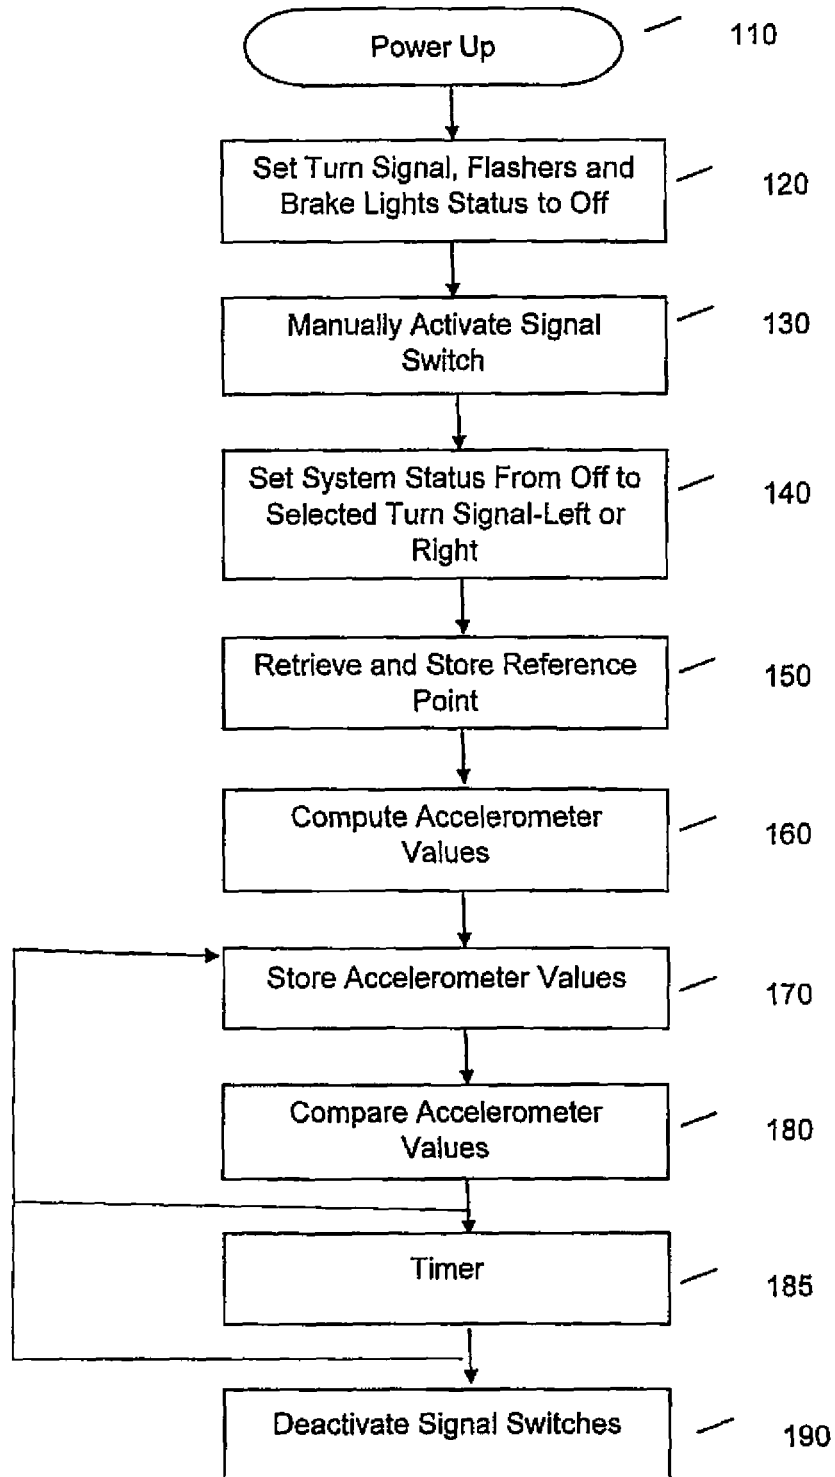 Power Up
110
Set Turn Signal, Flashers and
Brake Lights Status to Off
120
Manually Activate Signal
Switch
130
Set System Status From Off to
Selected Turn Signal-Left or
Right
140
Retrieve and Store Reference
Point
150
Compute Accelerometer
Values
160
Store Accelerometer Values
170
Compare Accelerometer
Values
180
Timer
185
Deactivate Signal Switches
190